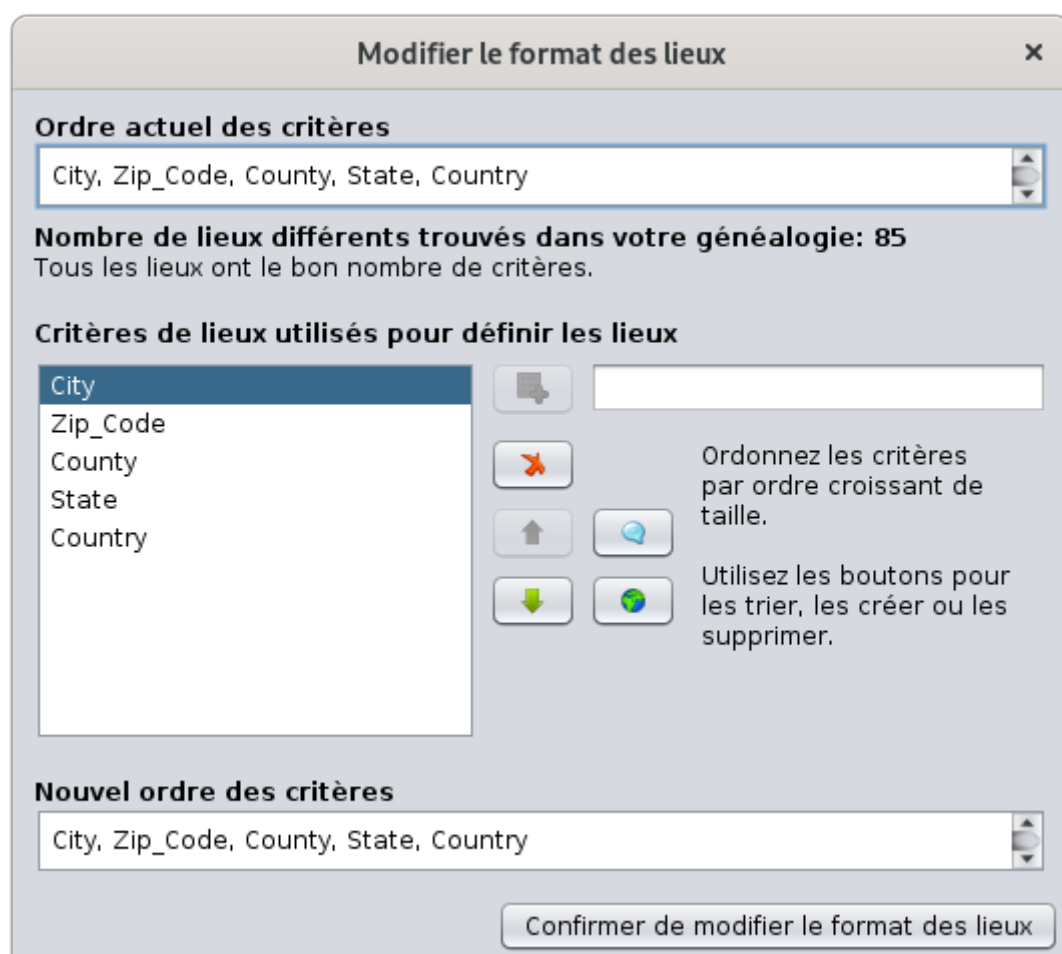 Modifier le format des lieux
Ordre actuel des critères
City, Zip_Code, County, State, Country
Nombre de lieux différents trouvés dans votre généalogie: 85
Tous les lieux ont le bon nombre de critères.
Critères de lieux utilisés pour définir les lieux
City
Zip_Code
County
State
Country
Ordonnez les critères
par ordre croissant de
taille.
Utilisez les boutons pour
les trier, les créer ou les
supprimer.
Nouvel ordre des critères
City, Zip_Code, County, State, Country
Confirmer de modifier le format des lieux